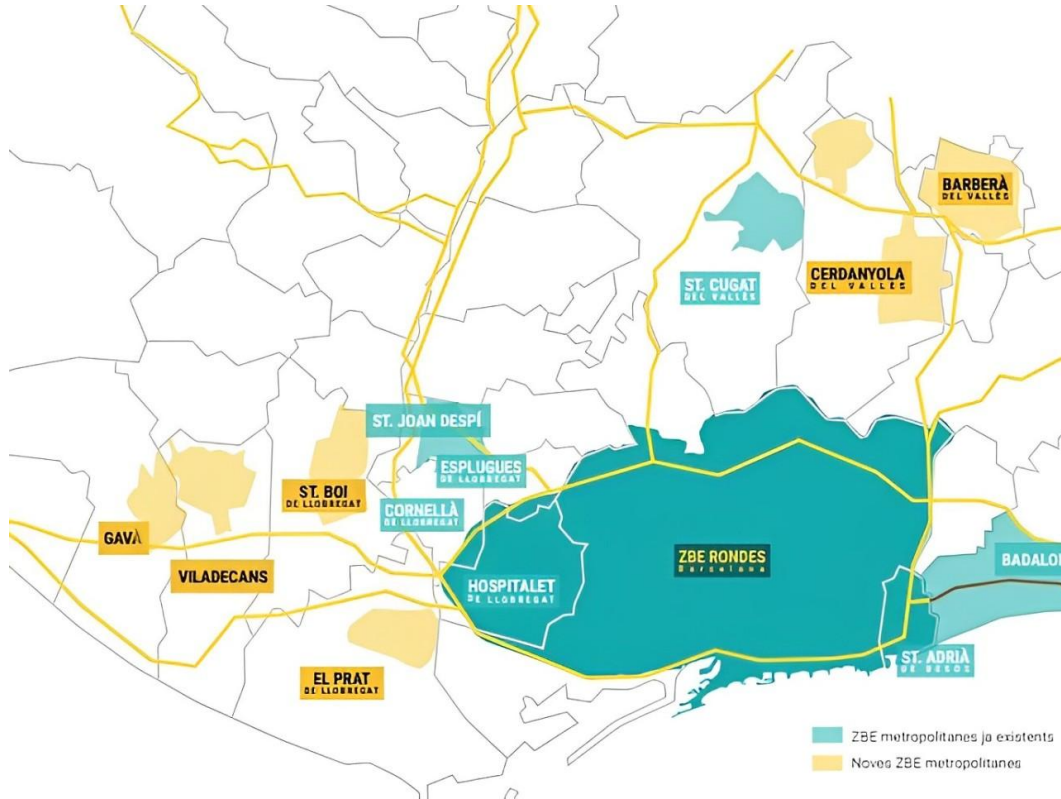 BARBERÀ
DEL VALLÈS
CERDANYOLA
DEL VALLÈS
ST. CUGAT
DEL VALLÈS
ST. JOAN DESPÍ
ESPLUGUES
DE LLOBREGAT
ST. BOI
DE LLOBREGAT
CORNELLÀ
DE LLOBREGAT
GAVÀ
VILADECANS
HOSPITALET
DE LLOBREGAT
ZBE RONDES
Barcelona
BADALO
ST. ADRIÀ
DE BESÒS
EL PRAT
DE LLOBREGAT
ZBE metropolitanes ja existents
Noves ZBE metropolitanes